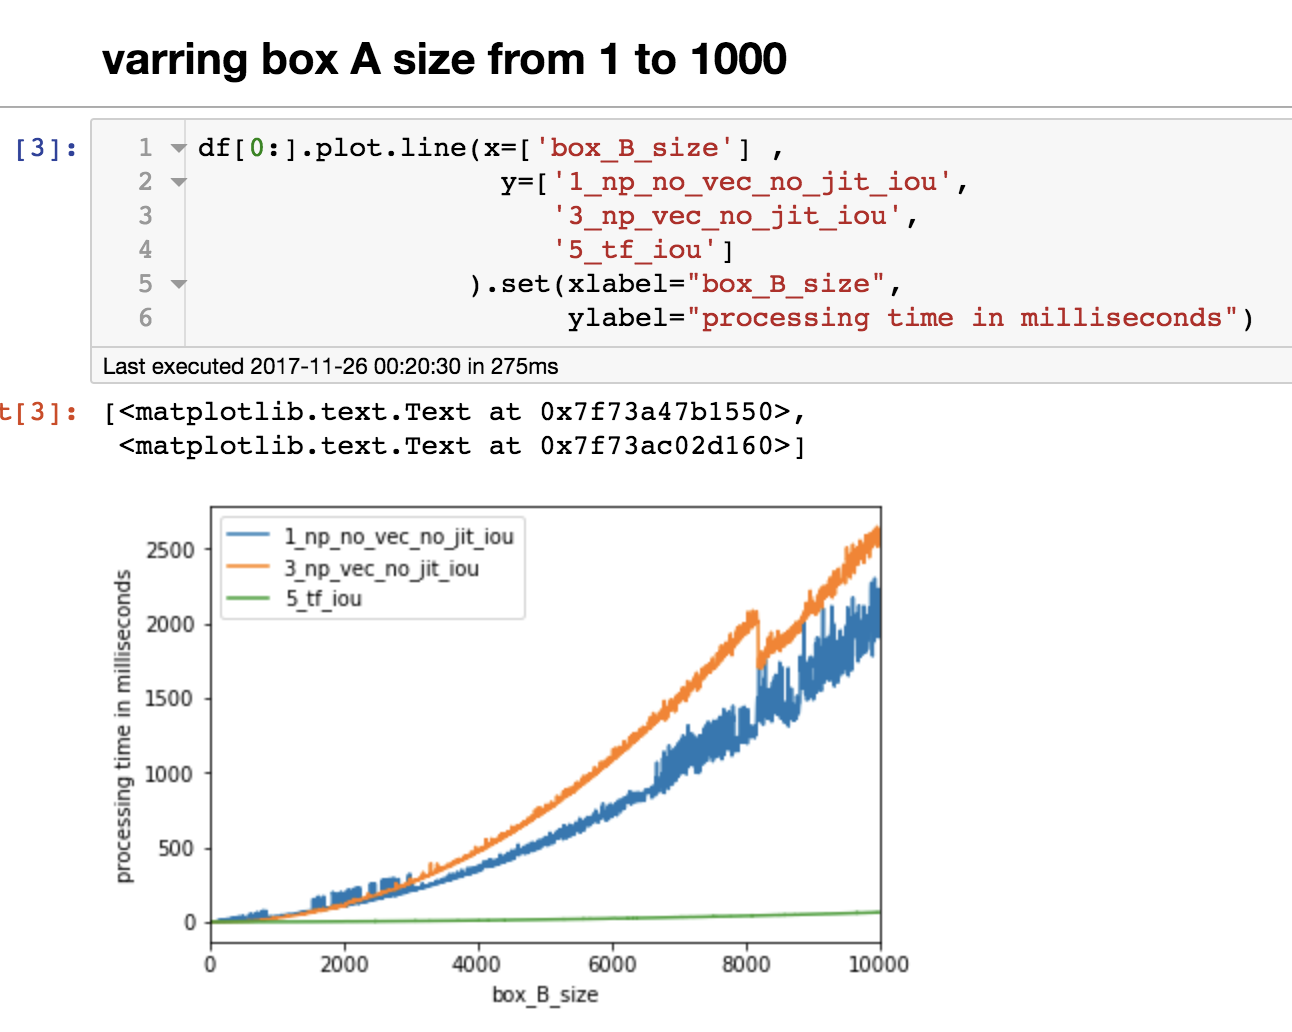 varring box A size from 1 to 1000
[3]:
1 df[0:].plot.line(x=['box_B_size'] ,
2 y=['1_np_no_vec_no_jit_iou',
3 '3_np_vec_no_jit_iou',
4 '5_tf_iou']
5 ).set(xlabel="box_B_size",
6 ylabel="processing time in milliseconds")
Last executed 2017-11-26 00:20:30 in 275ms
t[3]: [<matplotlib.text.Text at 0x7f73a47b1550>,
<matplotlib.text.Text at 0x7f73ac02d160>]
1_np_no_vec_no_jit_iou
3_np_vec_no_jit_iou
5_tf_iou
processing time in milliseconds
2500
2000
1500
1000
500
0
0 2000 4000 6000 8000 10000
box_B_size